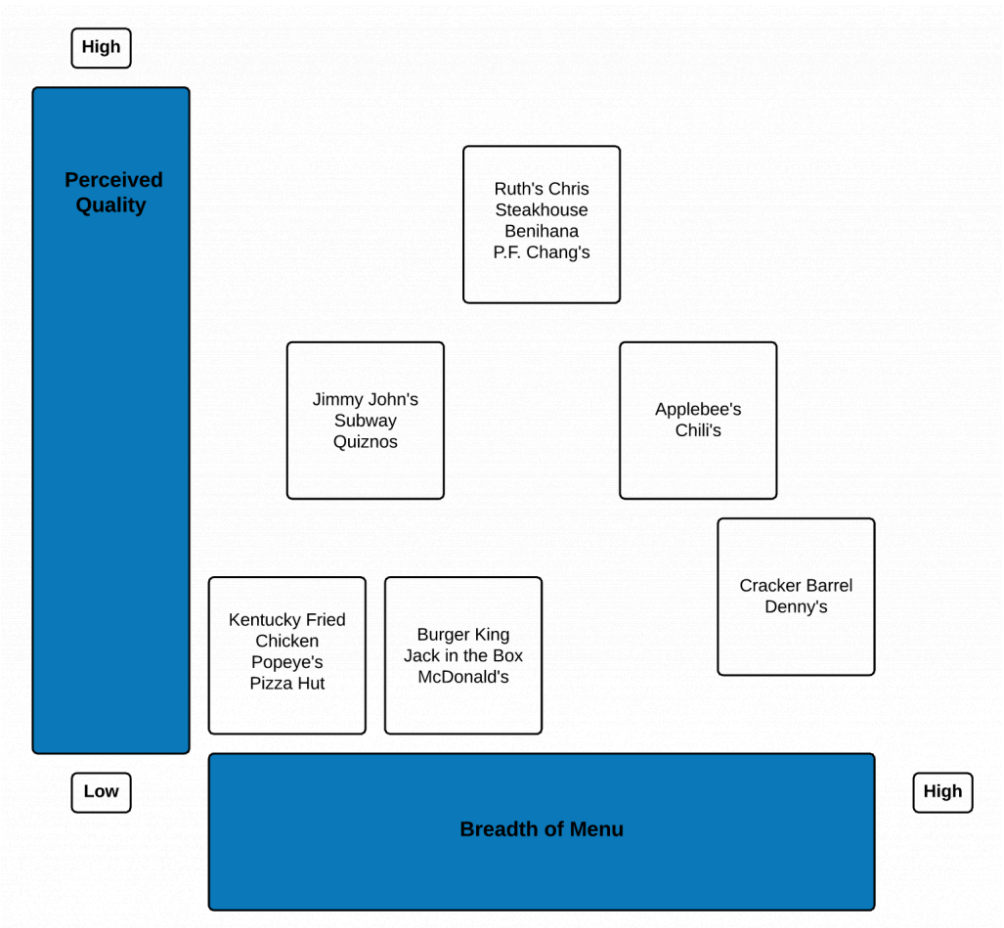 High
Perceived
Quality
Ruth's Chris
Steakhouse
Benihana
P.F. Chang's
Jimmy John's
Subway
Quiznos
Applebee's
Chili's
Cracker Barrel
Denny's
Kentucky Fried
Chicken
Popeye's
Pizza Hut
Burger King
Jack in the Box
McDonald's
Low
High
Breadth of Menu